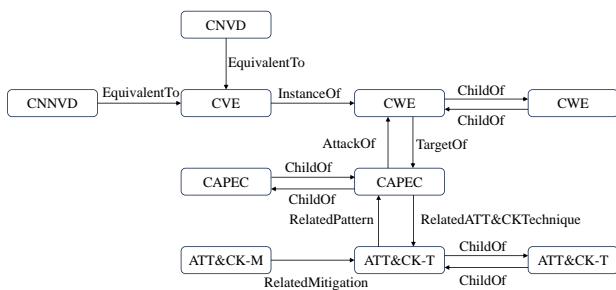 CNVD
EquivalentTo
CNNVD
EquivalentTo
CVE
InstanceOf
CWE
ChildOf
ChildOf
CWE
AttackOf
TargetOf
CAPEC
ChildOf
ChildOf
CAPEC
RelatedPattern
RelatedATT&CKTechnique
ATT&CK-M
RelatedMitigation
ATT&CK-T
ChildOf
ChildOf
ATT&CK-T